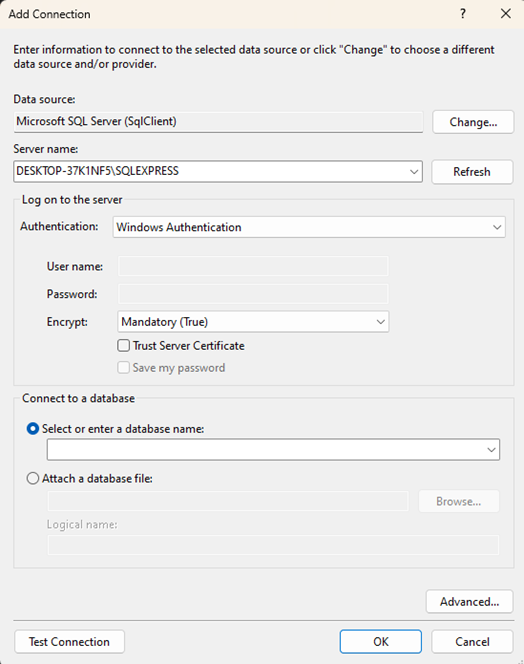 Add Connection
?
Enter information to connect to the selected data source or click "Change" to choose a different
data source and/or provider.
Data source:
Microsoft SQL Server (SqlClient)
Change...
Server name:
DESKTOP-37K1NF5\SQLEXPRESS
Refresh
Log on to the server
Authentication:
Windows Authentication
User name:
Password:
Encrypt:
Mandatory (True)
Trust Server Certificate
Save my password
Connect to a database
Select or enter a database name:
Attach a database file:
Browse...
Logical name:
Advanced...
Test Connection
OK
Cancel